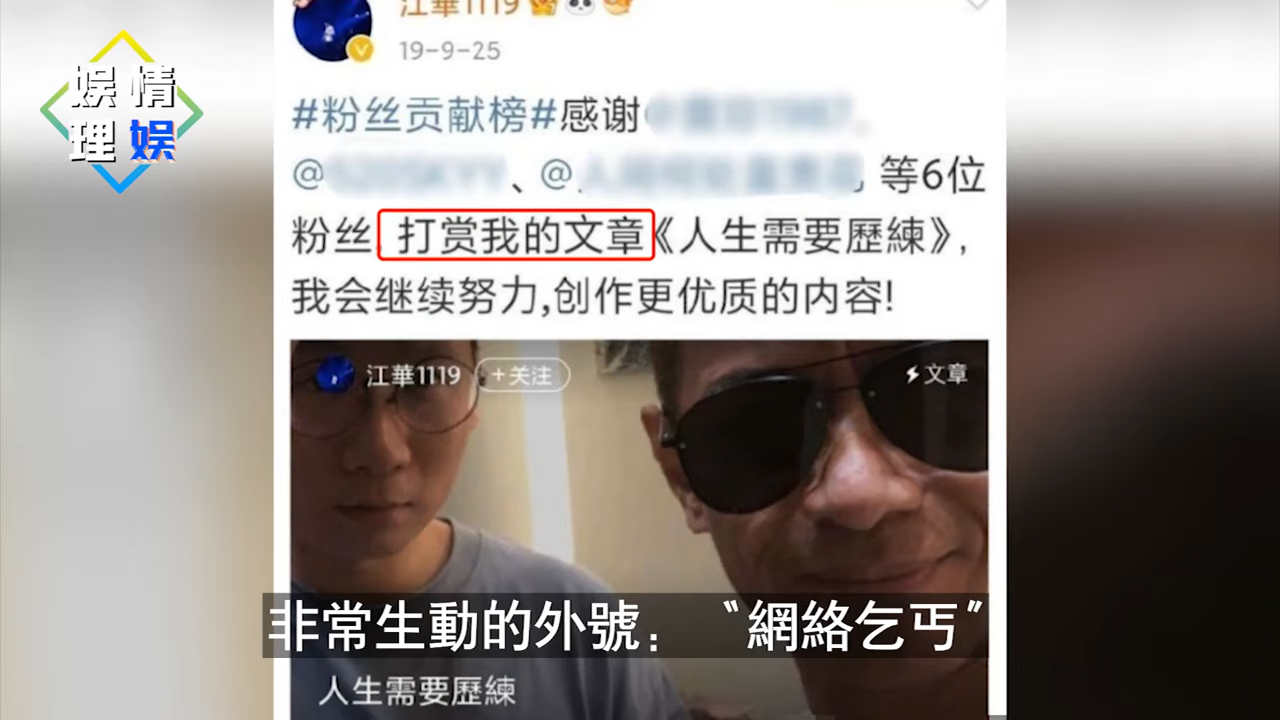 江華1119
19-9-25
娱情
理娱
#粉丝贡献榜#感谢
@
、@
等6位
粉丝 打赏我的文章《人生需要歷練》,
我会继续努力,创作更优质的内容!
江華1119 +关注
文章
非常生動的外號：“網絡乞丐”
人生需要歷練